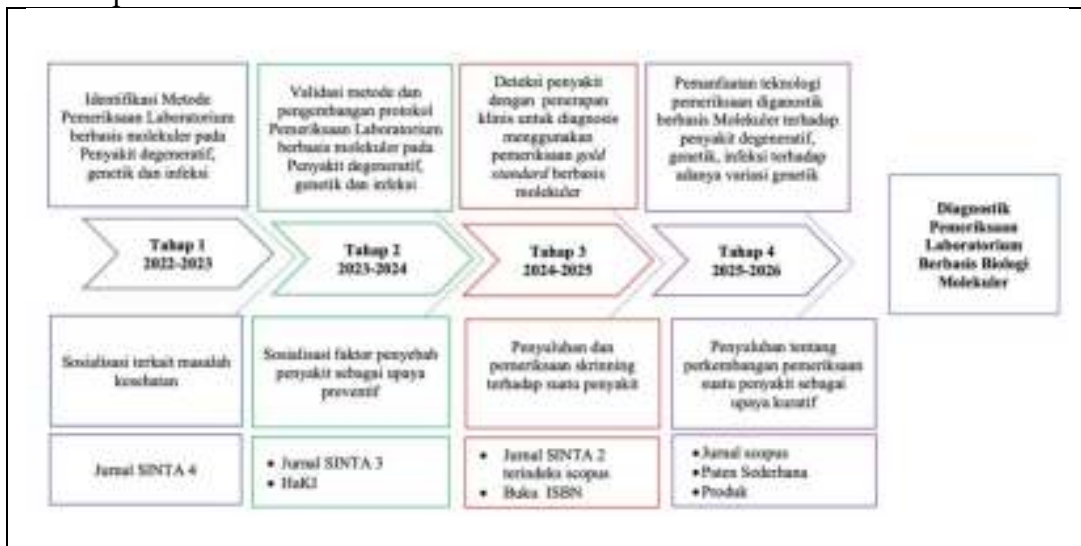 Identifikasi Metode
Pemeriksaan Laboratorium
berbasis molekuler pada
Penyakit degeneratif,
genetik dan infeksi
Validasi metode dan
pengembangan protokol
Pemeriksaan Laboratorium
berbasis molekuler pada
Penyakit degeneratif,
genetik dan infeksi
Deteksi penyakit
dengan penerapan
klinis untuk diagnosis
menggunakan
pemeriksaan gold
standard berbasis
molekuler
Pemanfaatan teknologi
pemeriksaan diganostik
berbasis Molekuler terhadap
penyakit degeneratif,
genetik, infeksi terhadap
adanya variasi genetik
Tahap 1
2022-2023
Tahap 2
2023-2024
Tahap 3
2024-2025
Tahap 4
2025-2026
Diagnostik
Pemeriksaan
Laboratorium
Berbasis Biologi
Molekuler
Sosialisasi terkait masalah
kesehatan
Sosialisasi faktor penyebab
penyakit sebagai upaya
preventif
Penyuluhan dan
pemeriksaan skrinning
terhadap suatu penyakit
Penyuluhan tentang
perkembangan pemeriksaan
suatu penyakit sebagai
upaya kuratif
Jurnal SINTA 4
• Jurnal SINTA 3
• HaKI
• Jurnal SINTA 2
terindeks scopus
• Buku ISBN
• Jurnal scopus
• Paten Sederhana
• Produk